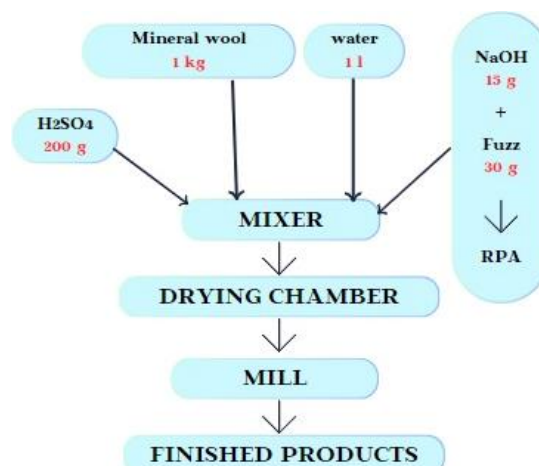 Mineral wool
1 kg
water
1 l
NaOH
15 g
+
Fuzz
30 g
RPA
H2SO4
200 g
MIXER
DRYING CHAMBER
MILL
FINISHED PRODUCTS